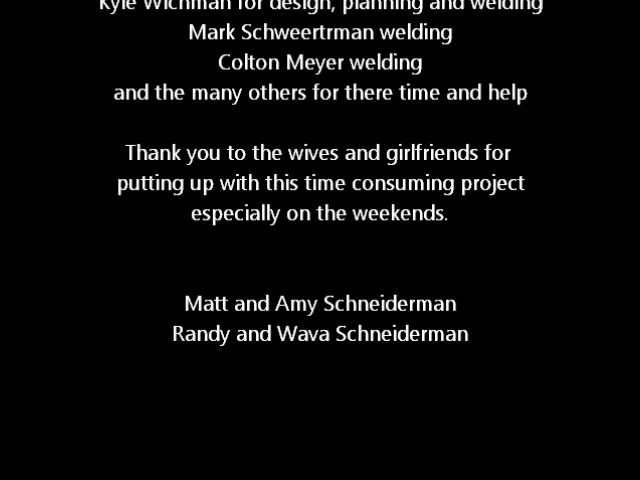 Kyle Wichman for design, planning and welding
Mark Schweertrman welding
Colton Meyer welding
and the many others for there time and help
Thank you to the wives and girlfriends for
putting up with this time consuming project
especially on the weekends.
Matt and Amy Schneiderman
Randy and Wava Schneiderman